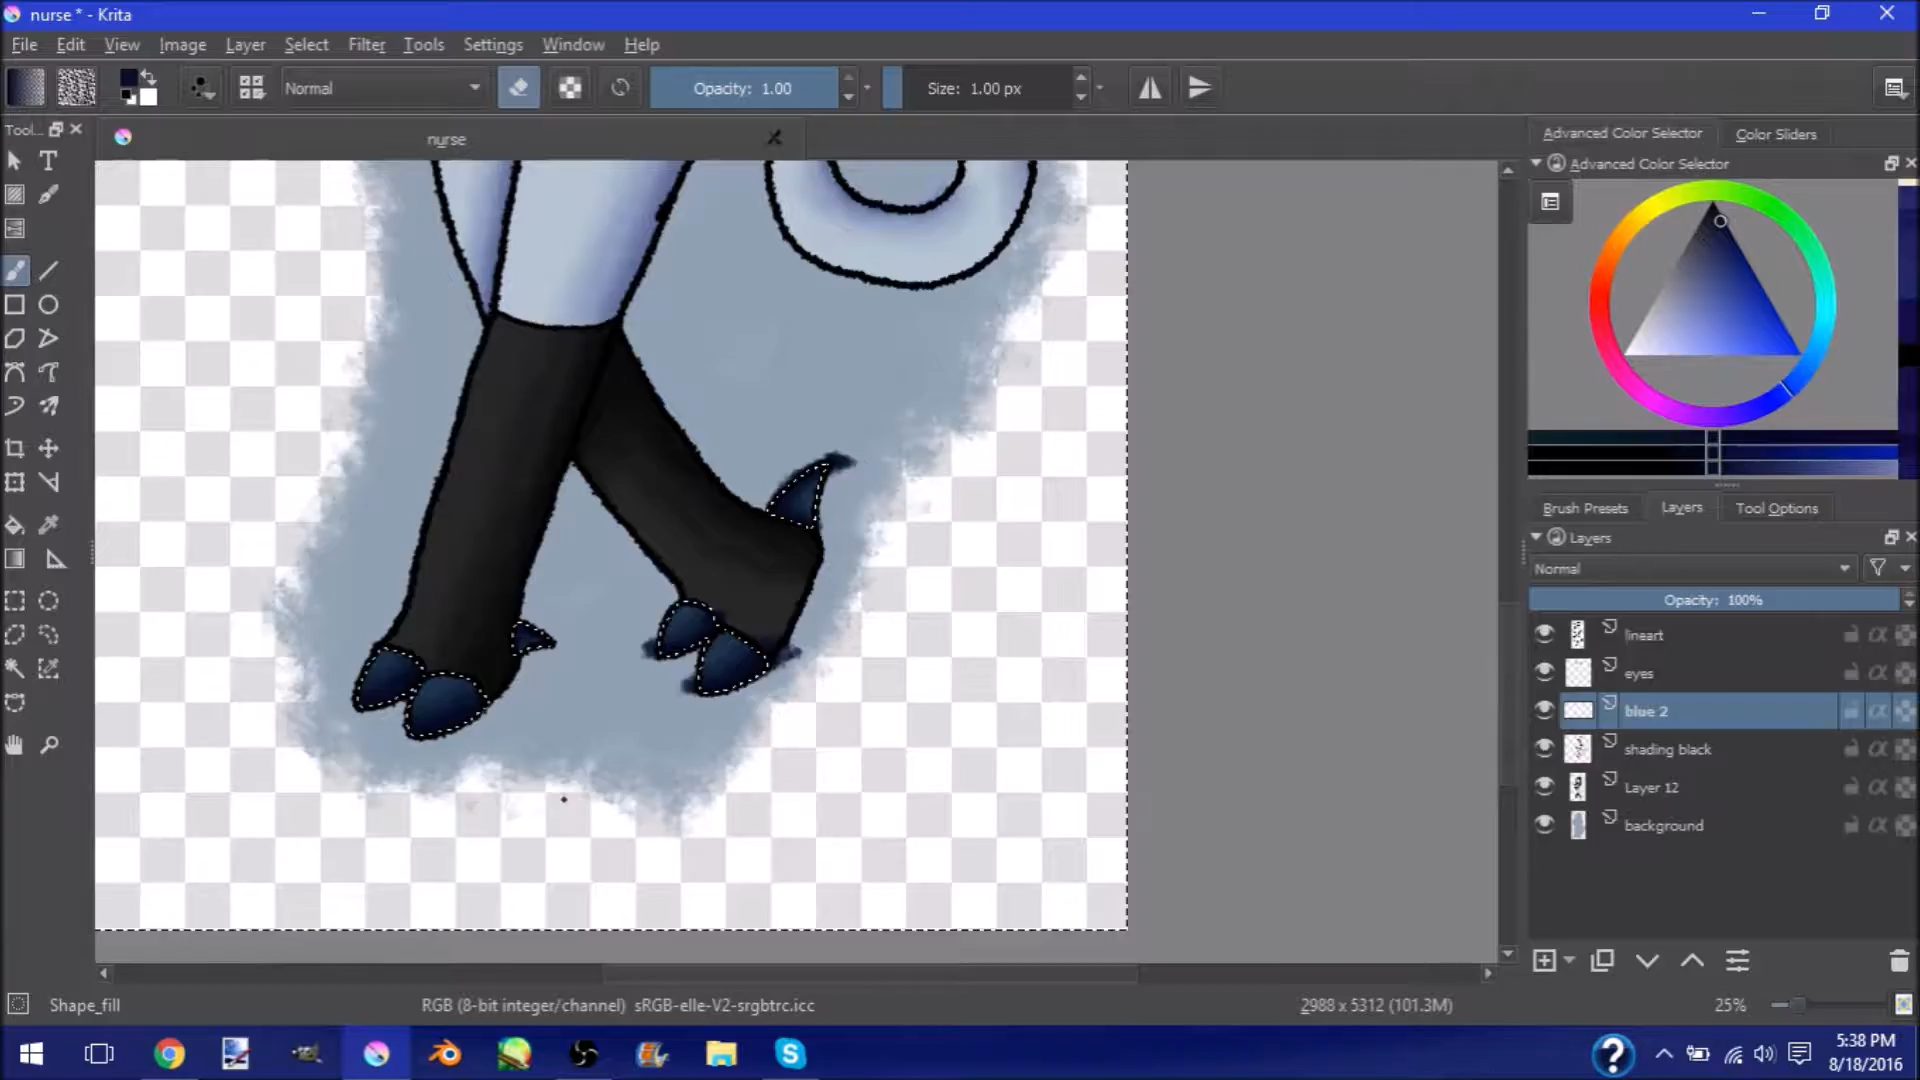 nurse * - Krita
File Edit View Image Layer Select Filter Tools Settings Window Help
Normal
Opacity: 1.00
Size: 1.00 px
Tool...
nurse
Advanced Color Selector
Color Sliders
Advanced Color Selector
Brush Presets
Layers
Tool Options
Layers
Normal
Opacity: 100%
lineart
eyes
blue 2
shading black
Layer 12
background
Shape_fill
RGB (8-bit integer/channel) sRGB-elle-V2-srgbtrc.icc
2988 x 5312 (101.3M)
25%
5:38 PM
8/18/2016